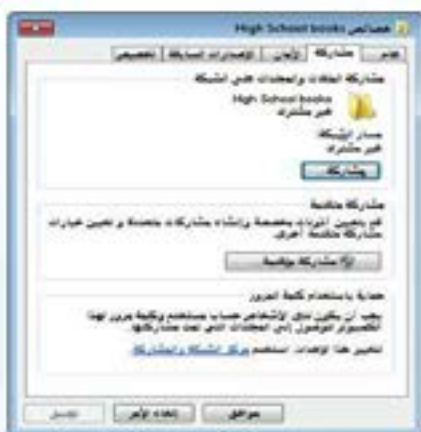 خصائص High School books
عام مشاركة الأمان الإصدارات السابقة تخصيص
مشاركة الملفات والمجلدات على الشبكة
High School books
غير مشترك
مسار الشبكة
غير مشترك
مشاركة...
مشاركة متقدمة
قم بتعيين أذونات مخصصة وإنشاء مشاركات متعددة و تعيين خيارات
مشاركة متقدمة أخرى.
مشاركة متقدمة...
حماية باستخدام كلمة المرور
يجب أن يكون لدى الأشخاص حساب مستخدم وكلمة مرور لهذا
الكمبيوتر للوصول إلى المجلدات التي تمت مشاركتها.
لتغيير هذا الإعداد، استخدم مركز الشبكة والمشاركة.
موافق إلغاء الأمر تطبيق